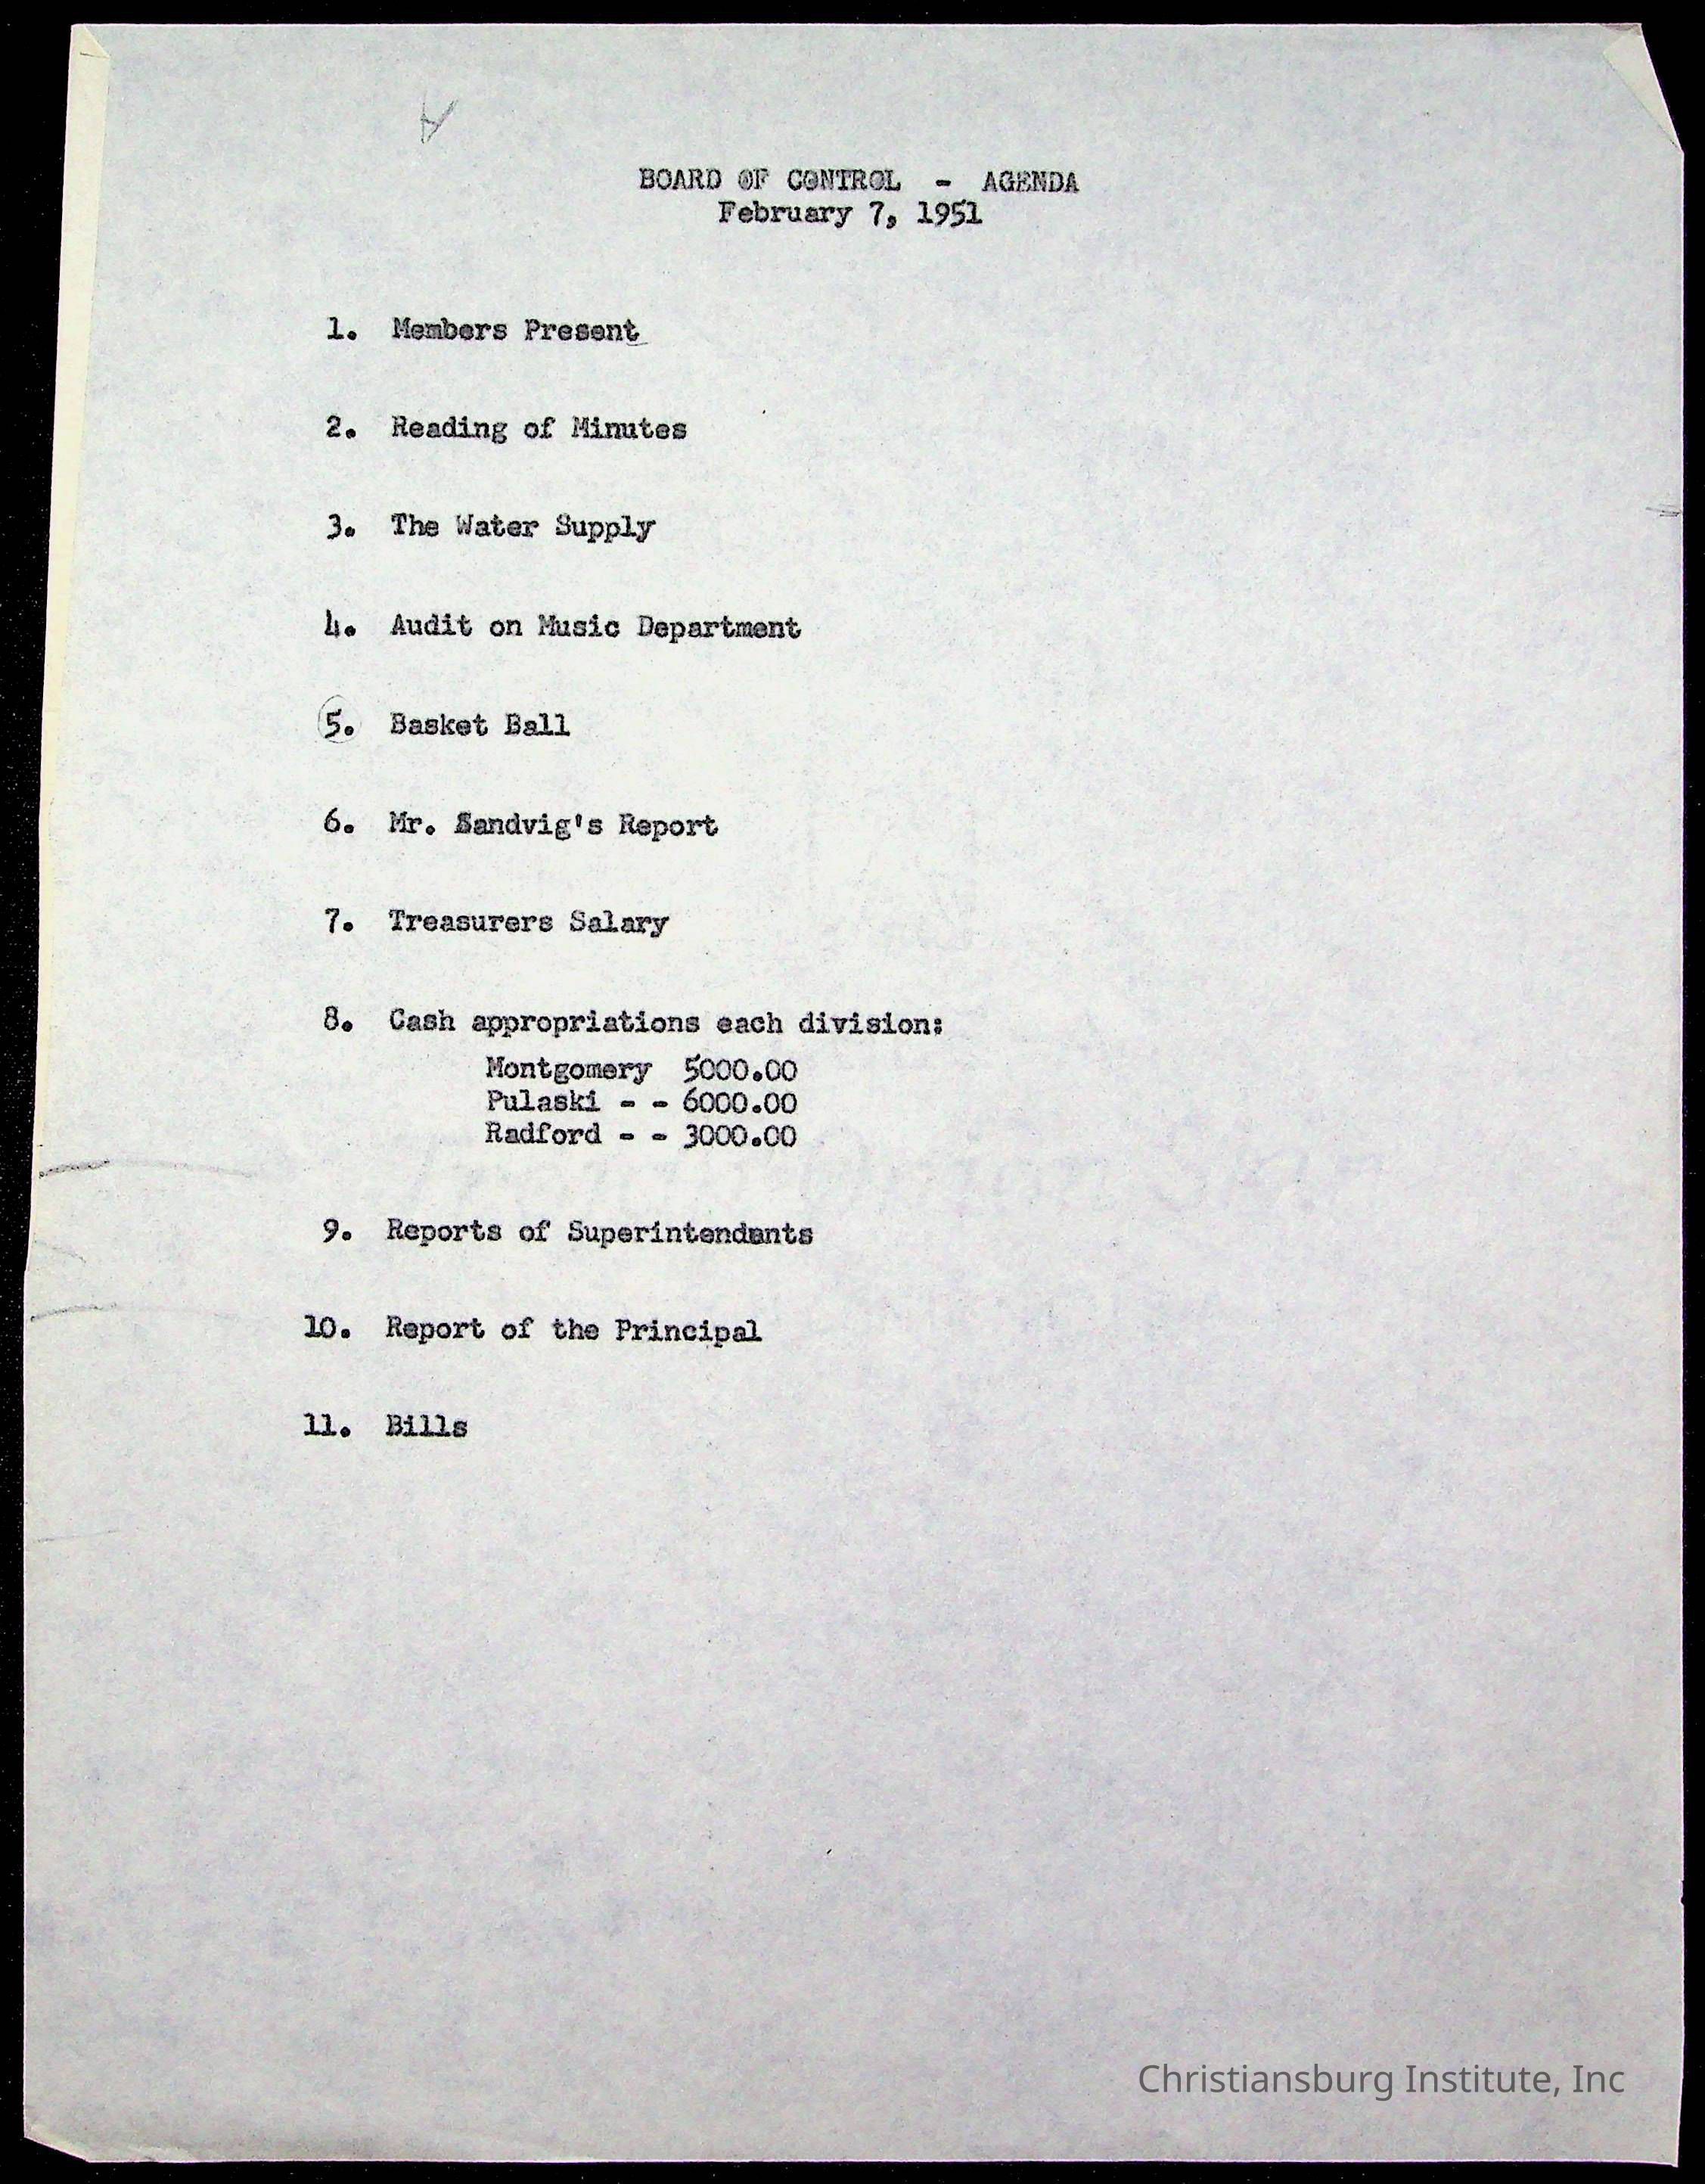 BOARD OF CONTROL - AGENDA
February 7, 1951
1. Members Present
2. Reading of Minutes
3. The Water Supply
4. Audit on Music Department
5. Basket Ball
6. Mr. Sandvig's Report
7. Treasurers Salary
8. Cash appropriations each division:
Montgomery 5000.00
Pulaski - - 6000.00
Radford - - 3000.00
9. Reports of Superintendents
10. Report of the Principal
11. Bills
Christiansburg Institute, Inc